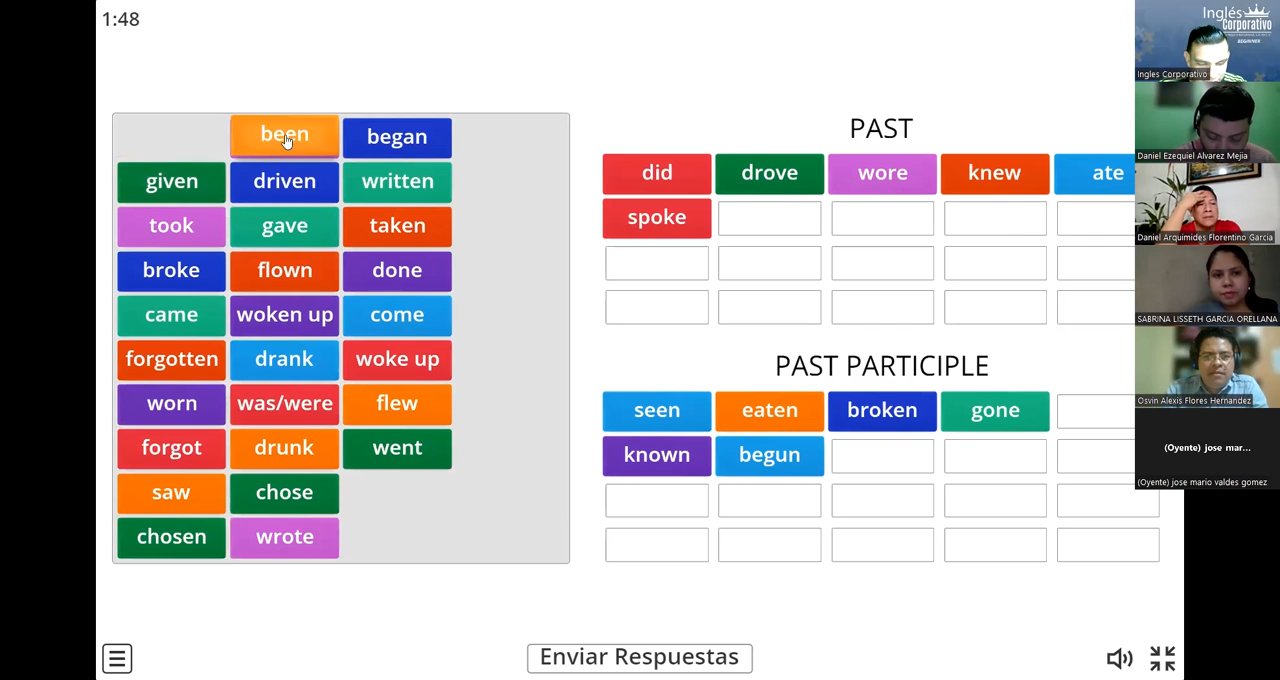 1:48
been began
given driven written
took gave taken
broke flown done
came woken up come
forgotten drank woke up
worn was/were flew
forgot drunk went
saw chose
chosen wrote
PAST
did drove wore knew ate
spoke
PAST PARTICIPLE
seen eaten broken gone
known begun
Enviar Respuestas
Inglés
Corporativo
BEGINNER
Ingles Corporativo
Daniel Ezequiel Alvarez Mejia
Daniel Arquimides Florentino Garcia
SABRINA LISSETH GARCIA ORELLANA
Osvin Alexis Flores Hernandez
(Oyente) jose mar...
(Oyente) jose mario valdes gomez